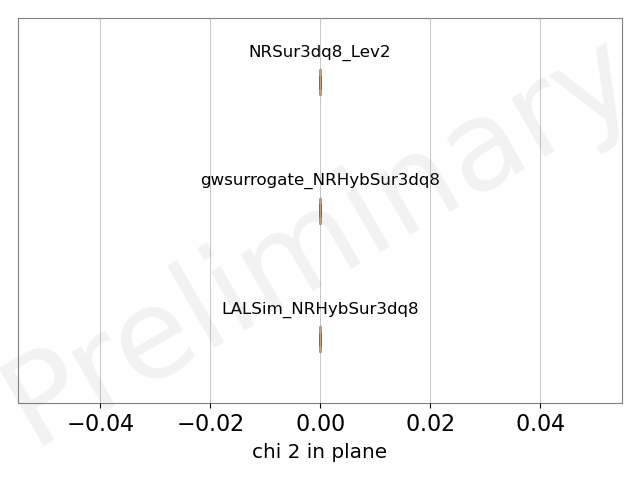 NRSur3dq8_Lev2
gwsurrogate_NRHybSur3dq8
LALSim_NRHybSur3dq8
Preliminary
−0.04 −0.02 0.00 0.02 0.04
chi 2 in plane